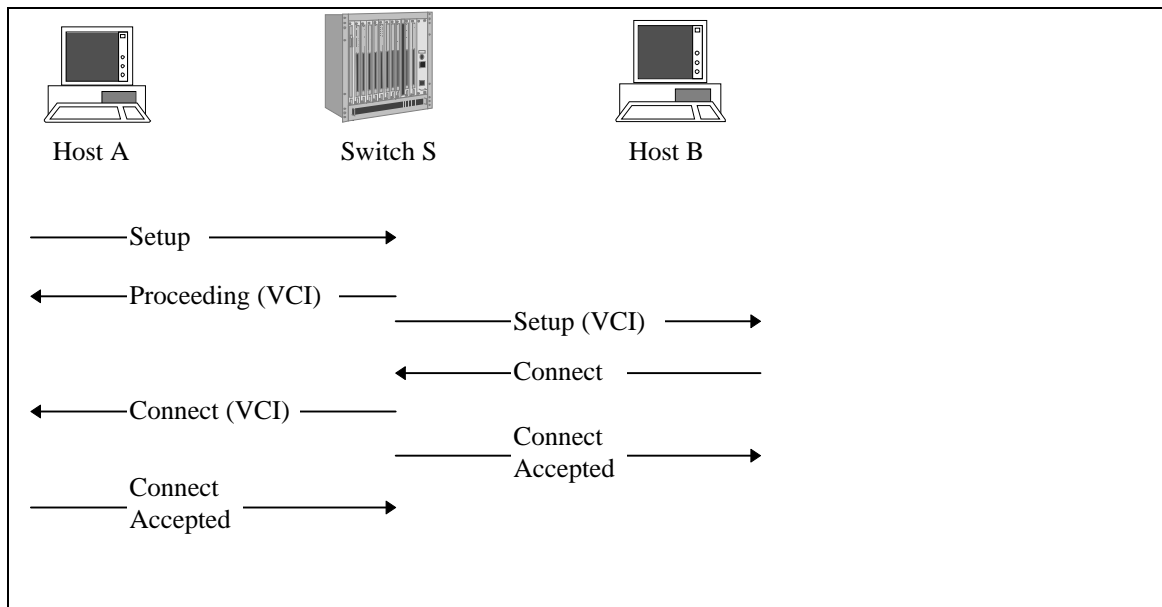 Host A
Switch S
Host B
Setup
Proceeding (VCI)
Setup (VCI)
Connect
Connect (VCI)
Connect
Accepted
Connect
Accepted